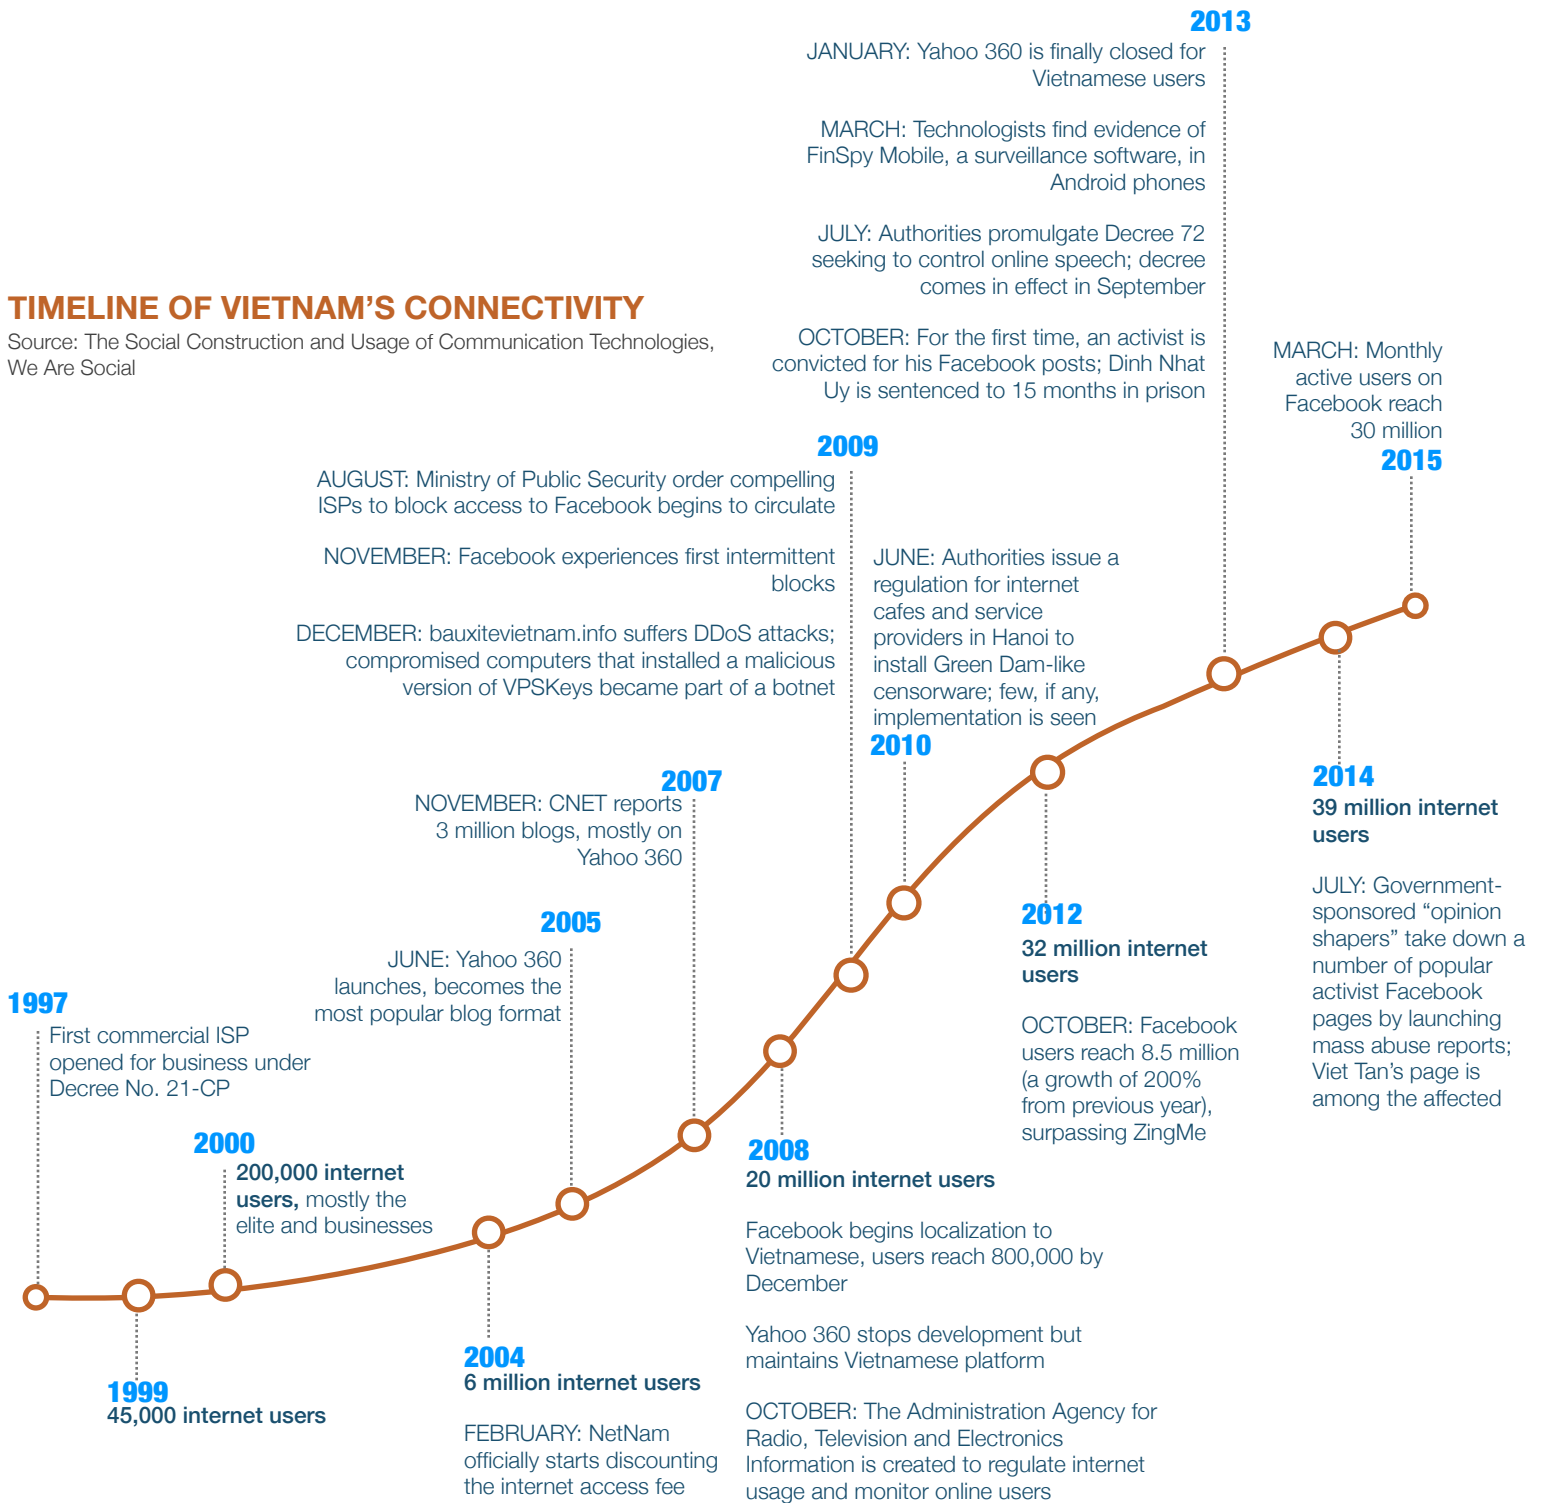 TIMELINE OF VIETNAM'S CONNECTIVITY
Source: The Social Construction and Usage of Communication Technologies,
We Are Social
1997
First commercial ISP
opened for business under
Decree No. 21-CP
1999
45,000 internet users
2000
200,000 internet
users, mostly the
elite and businesses
2004
6 million internet users
FEBRUARY: NetNam
officially starts discounting
the internet access fee
2005
JUNE: Yahoo 360
launches, becomes the
most popular blog format
2007
NOVEMBER: CNET reports
3 million blogs, mostly on
Yahoo 360
2008
20 million internet users
Facebook begins localization to
Vietnamese, users reach 800,000 by
December
Yahoo 360 stops development but
maintains Vietnamese platform
OCTOBER: The Administration Agency for
Radio, Television and Electronics
Information is created to regulate internet
usage and monitor online users
2009
AUGUST: Ministry of Public Security order compelling
ISPs to block access to Facebook begins to circulate
NOVEMBER: Facebook experiences first intermittent
blocks
DECEMBER: bauxitevietnam.info suffers DDoS attacks;
compromised computers that installed a malicious
version of VPSKeys became part of a botnet
JUNE: Authorities issue a
regulation for internet
cafes and service
providers in Hanoi to
install Green Dam-like
censorware; few, if any,
implementation is seen
2010
2012
32 million internet
users
OCTOBER: Facebook
users reach 8.5 million
(a growth of 200%
from previous year),
surpassing ZingMe
2013
JANUARY: Yahoo 360 is finally closed for
Vietnamese users
MARCH: Technologists find evidence of
FinSpy Mobile, a surveillance software, in
Android phones
JULY: Authorities promulgate Decree 72
seeking to control online speech; decree
comes in effect in September
OCTOBER: For the first time, an activist is
convicted for his Facebook posts; Dinh Nhat
Uy is sentenced to 15 months in prison
2014
39 million internet
users
JULY: Government-
sponsored “opinion
shapers” take down a
number of popular
activist Facebook
pages by launching
mass abuse reports;
Viet Tan's page is
among the affected
MARCH: Monthly
active users on
Facebook reach
30 million
2015